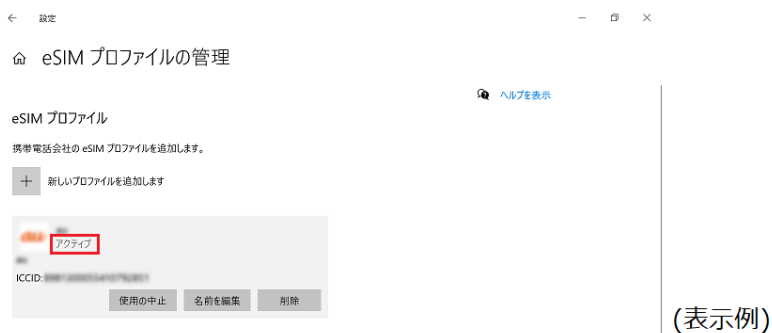 設定
eSIM プロファイルの管理
ヘルプを表示
eSIM プロファイル
携帯電話会社の eSIM プロファイルを追加します。
新しいプロファイルを追加します
アクティブ
ICCID:
使用の中止 名前を編集 削除
(表示例)